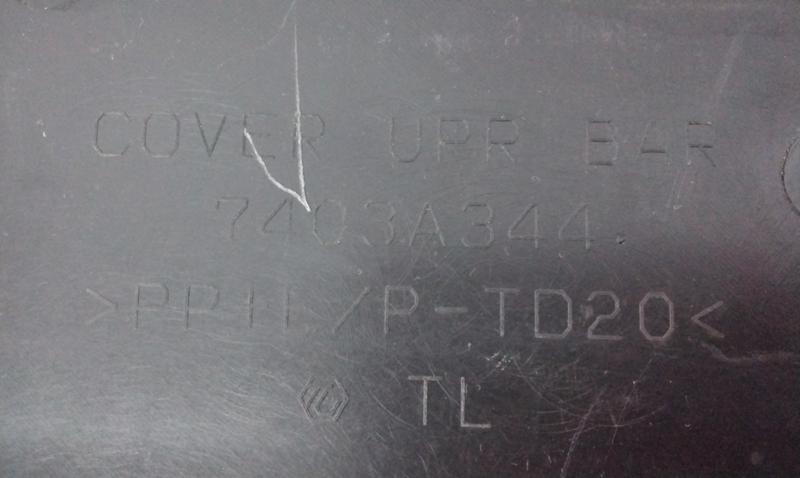 COVER UPR BAR
7403A344
>PP+E/P-TD20<
TL